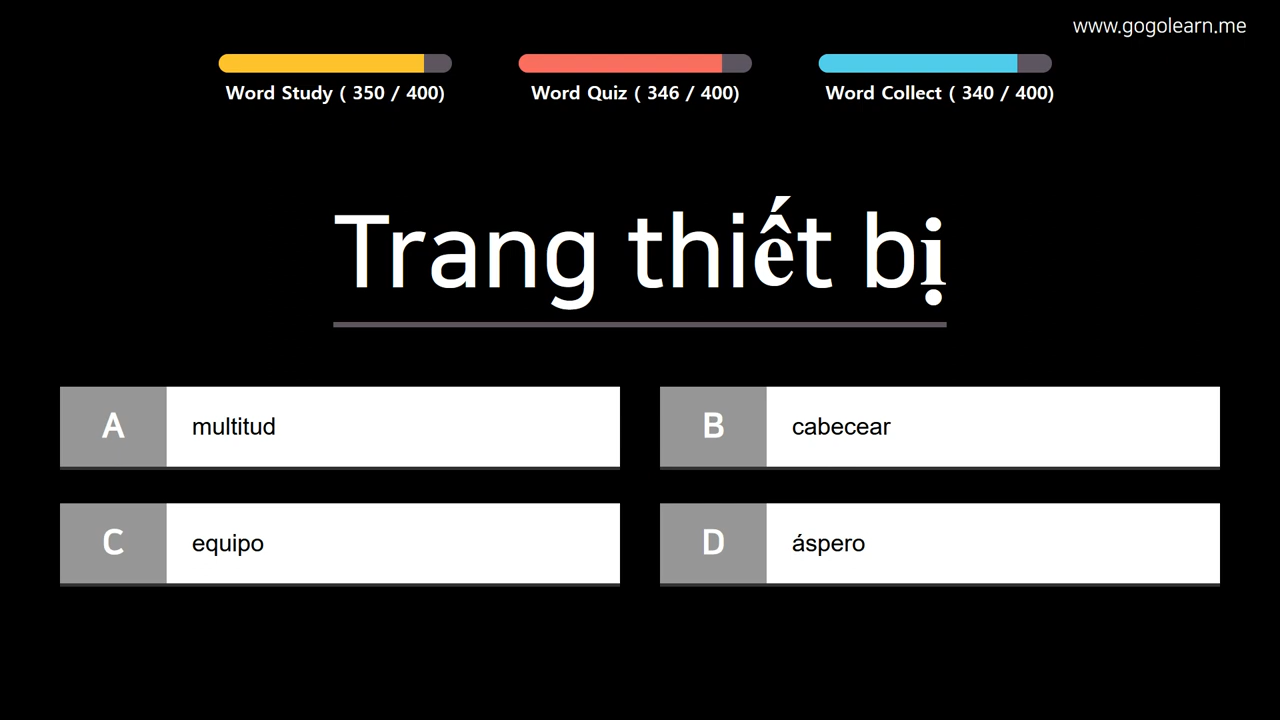 www.gogolearn.me
Word Study ( 350 / 400)
Word Quiz ( 346 / 400)
Word Collect ( 340 / 400)
Trang thiết bị
A multitud
B cabecear
C equipo
D áspero